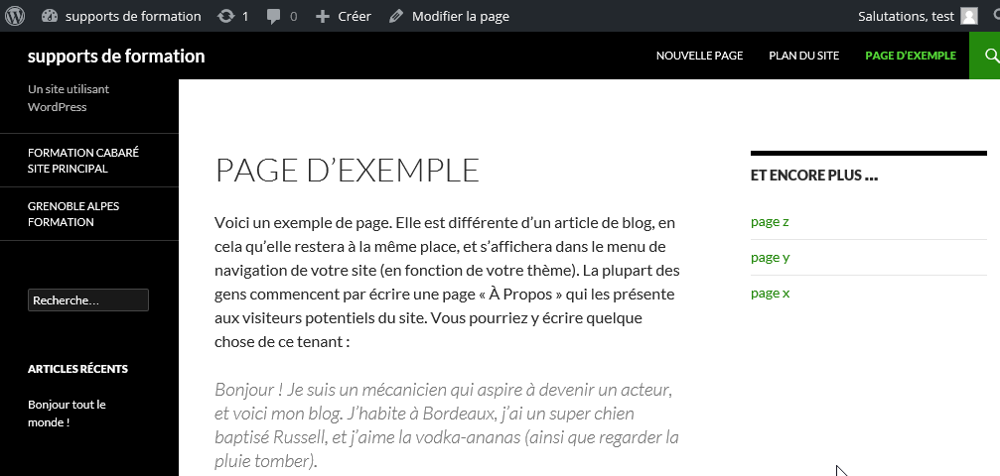 supports de formation 1 0 Créer Modifier la page Salutations, test
supports de formation
NOUVELLE PAGE PLAN DU SITE PAGE D’EXEMPLE
Un site utilisant
WordPress
FORMATION CABARÉ
SITE PRINCIPAL
GRENOBLE ALPES
FORMATION
Recherche…
ARTICLES RÉCENTS
Bonjour tout le
monde !
PAGE D’EXEMPLE
Voici un exemple de page. Elle est différente d’un article de blog, en
cela qu’elle restera à la même place, et s’affichera dans le menu de
navigation de votre site (en fonction de votre thème). La plupart des
gens commencent par écrire une page « À Propos » qui les présente
aux visiteurs potentiels du site. Vous pourriez y écrire quelque
chose de ce tenant :
Bonjour ! Je suis un mécanicien qui aspire à devenir un acteur,
et voici mon blog. J’habite à Bordeaux, j’ai un super chien
baptisé Russell, et j’aime la vodka-ananas (ainsi que regarder la
pluie tomber).
ET ENCORE PLUS ...
page z
page y
page x